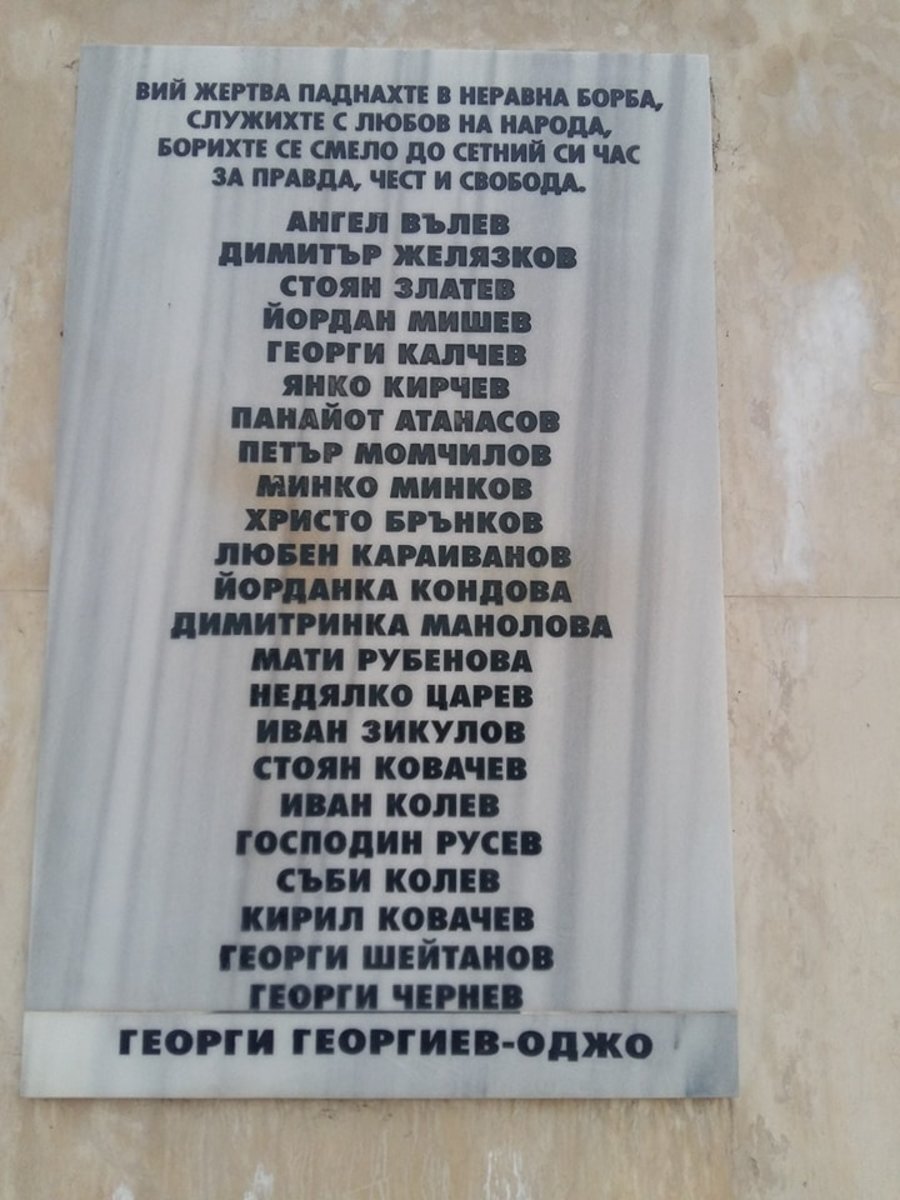 ВИЙ ЖЕРТВА ПАДНАХТЕ В НЕРАВНА БОРБА,
СЛУЖИХТЕ С ЛЮБОВ НА НАРОДА,
БОРИХТЕ СЕ СМЕЛО ДО СЕТНИЙ СИ ЧАС
ЗА ПРАВДА, ЧЕСТ И СВОБОДА.
АНГЕЛ ВЪЛЕВ
ДИМИТЪР ЖЕЛЯЗКОВ
СТОЯН ЗЛАТЕВ
ЙОРДАН МИШЕВ
ГЕОРГИ КАЛЧЕВ
ЯНКО КИРЧЕВ
ПАНАЙОТ АТАНАСОВ
ПЕТЪР МОМЧИЛОВ
МИНКО МИНКОВ
ХРИСТО БРЪНКОВ
ЛЮБЕН КАРАИВАНОВ
ЙОРДАНКА КОНДОВА
ДИМИТРИНКА МАНОЛОВА
МАТИ РУБЕНОВА
НЕДЯЛКО ЦАРЕВ
ИВАН ЗИКУЛОВ
СТОЯН КОВАЧЕВ
ИВАН КОЛЕВ
ГОСПОДИН РУСЕВ
СЪБИ КОЛЕВ
КИРИЛ КОВАЧЕВ
ГЕОРГИ ШЕЙТАНОВ
ГЕОРГИ ЧЕРНЕВ
ГЕОРГИ ГЕОРГИЕВ-ОДЖО